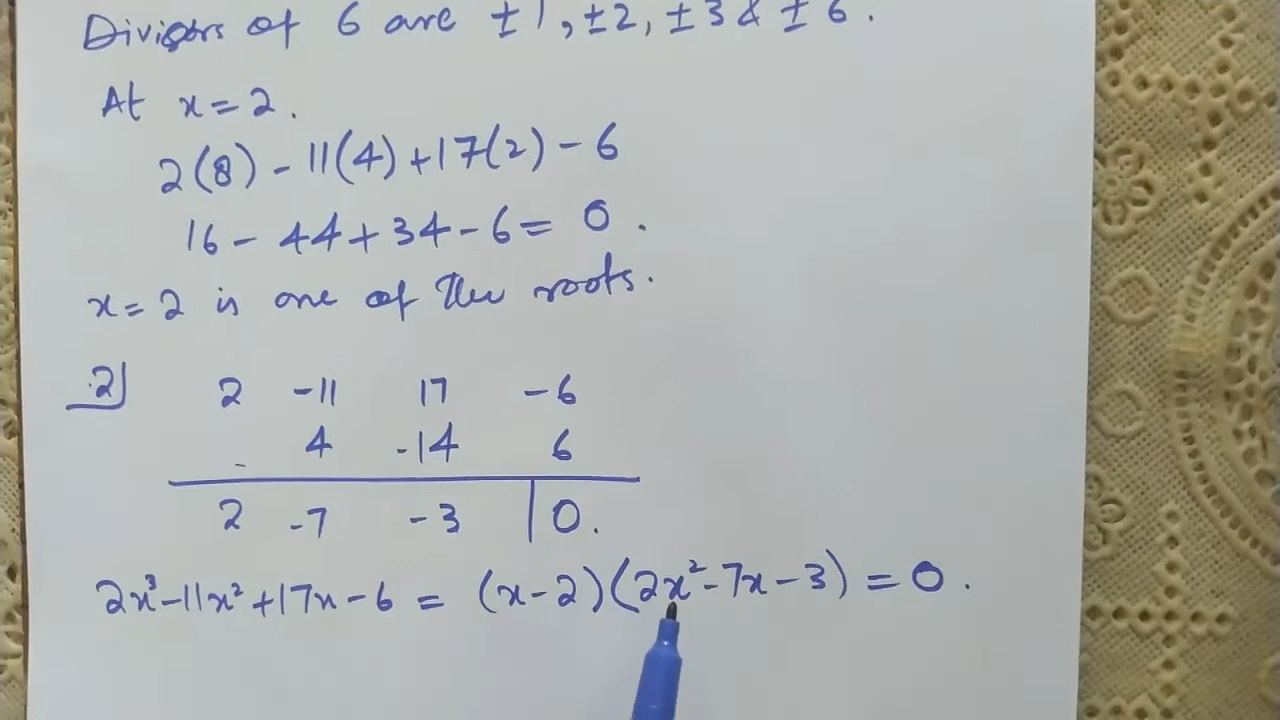 Divisors of 6 are ±1, ±2, ±3 & ±6.
At x = 2.
2(8) - 11(4) + 17(2) - 6
16 - 44 + 34 - 6 = 0.
x = 2 is one of the roots.
2 2 -11 17 -6
4 -14 6
2 -7 -3 0.
2x³ - 11x² + 17x - 6 = (x - 2)(2x² - 7x - 3) = 0.